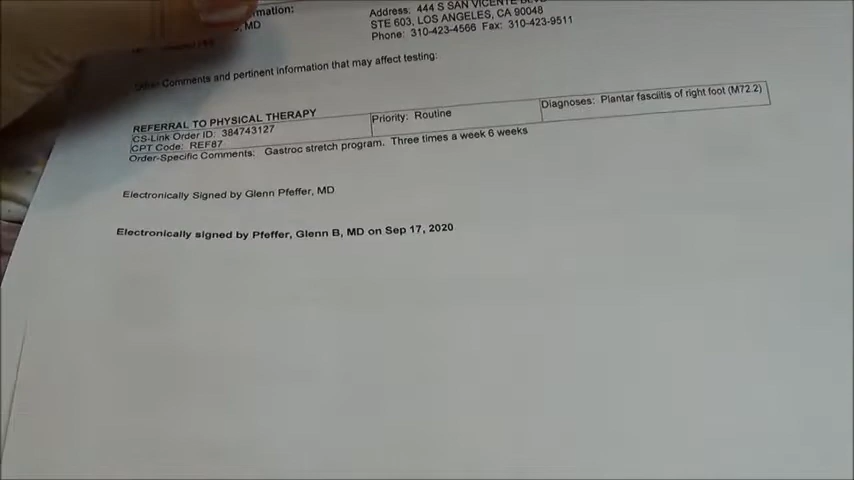 mation:
, MD
Address: 444 S SAN VICENTE BLVD
STE 603, LOS ANGELES, CA 90048
Phone: 310-423-4566 Fax: 310-423-9511
Other Comments and pertinent information that may affect testing:
REFERRAL TO PHYSICAL THERAPY
CS-Link Order ID: 384743127
CPT Code: REF87
Priority: Routine
Diagnoses: Plantar fasciitis of right foot (M72.2)
Order-Specific Comments: Gastroc stretch program. Three times a week 6 weeks
Electronically Signed by Glenn Pfeffer, MD
Electronically signed by Pfeffer, Glenn B, MD on Sep 17, 2020